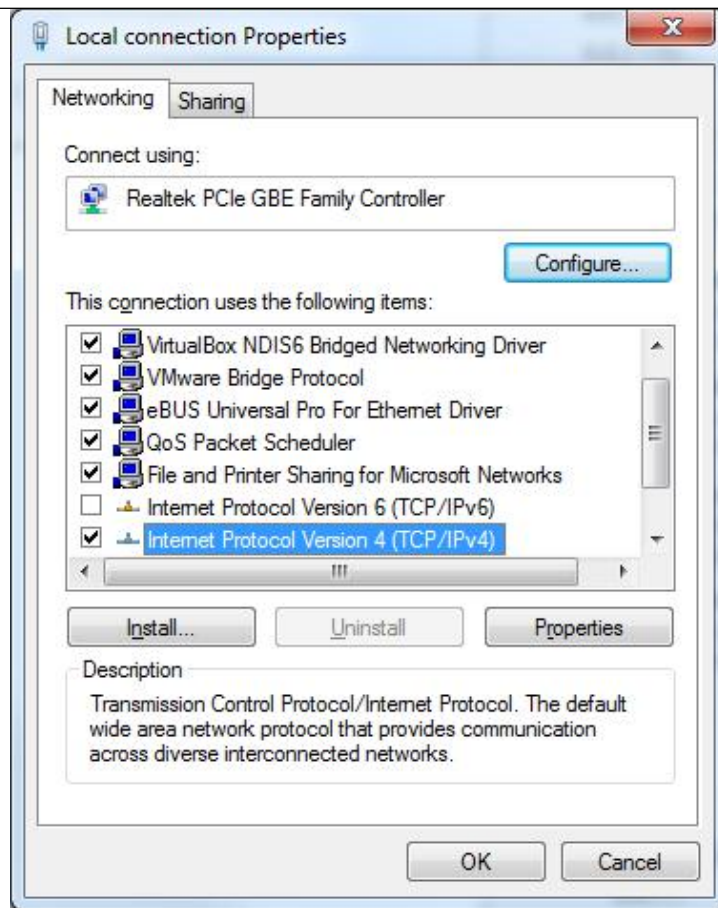 Local connection Properties
Networking
Sharing
Connect using:
Realtek PCIe GBE Family Controller
Configure...
This connection uses the following items:
VirtualBox NDIS6 Bridged Networking Driver
VMware Bridge Protocol
eBUS Universal Pro For Ethernet Driver
QoS Packet Scheduler
File and Printer Sharing for Microsoft Networks
Internet Protocol Version 6 (TCP/IPv6)
Internet Protocol Version 4 (TCP/IPv4)
Install...
Uninstall
Properties
Description
Transmission Control Protocol/Internet Protocol. The default
wide area network protocol that provides communication
across diverse interconnected networks.
OK
Cancel